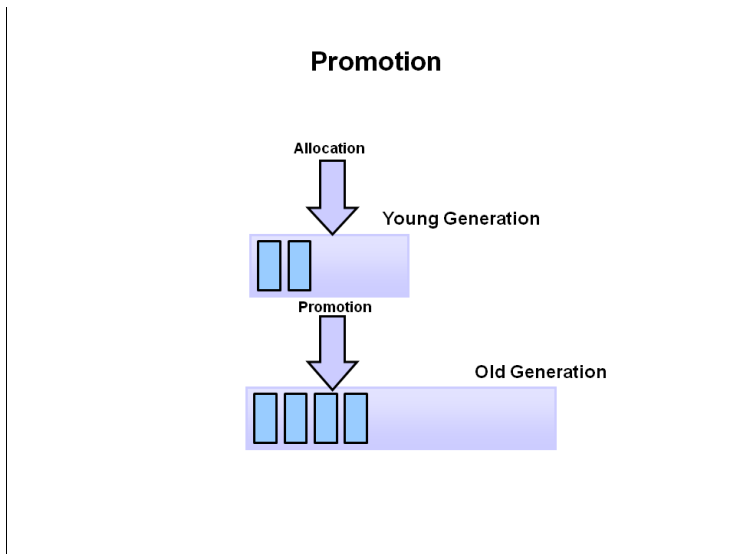 Promotion
Allocation
Young Generation
Promotion
Old Generation